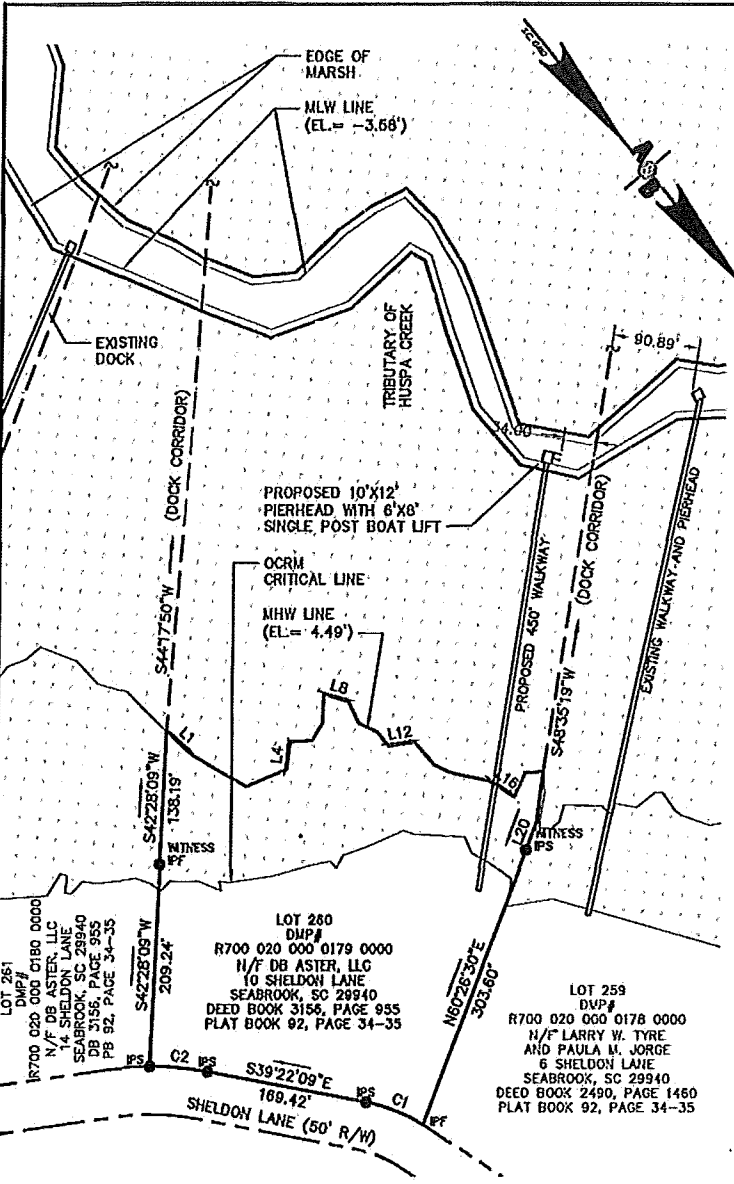 EDGE OF
MARSH
MLW LINE
(EL.= -3.58')
EXISTING
DOCK
TRIBUTARY OF
HUSPA CREEK
90.89'
(DOCK CORRIDOR)
S44°17'50"W
PROPOSED 10'X12'
PIERHEAD WITH 6'X8'
SINGLE POST BOAT LIFT
OCRM
CRITICAL LINE
MHW LINE
(EL= 4.49')
PROPOSED 450' WALKWAY
(DOCK CORRIDOR)
S48°35'19"W
EXISTING WALKWAY AND PIERHEAD
L1
L4
L8
L12
L16
L20
S42°28'09"W
138.19'
WITNESS
IPF
WITNESS
IPS
S42°28'09"W
209.24'
LOT 261
DMP#
R700 020 000 0180 0000
N/F DB ASTER, LLC
14 SHELDON LANE
SEABROOK, SC 29940
DB 3156, PAGE 955
PB 92, PAGE 34-35
LOT 260
DMP#
R700 020 000 0179 0000
N/F DB ASTER, LLC
10 SHELDON LANE
SEABROOK, SC 29940
DEED BOOK 3156, PAGE 955
PLAT BOOK 92, PAGE 34-35
N60°26'30"E
303.60'
LOT 259
DMP#
R700 020 000 0178 0000
N/F LARRY W. TYRE
AND PAULA M. JORGE
6 SHELDON LANE
SEABROOK, SC 29940
DEED BOOK 2490, PAGE 1460
PLAT BOOK 92, PAGE 34-35
IPS
C2
IPS
S39°22'09"E
169.42'
IPS
C1
IPF
SHELDON LANE (50' R/W)